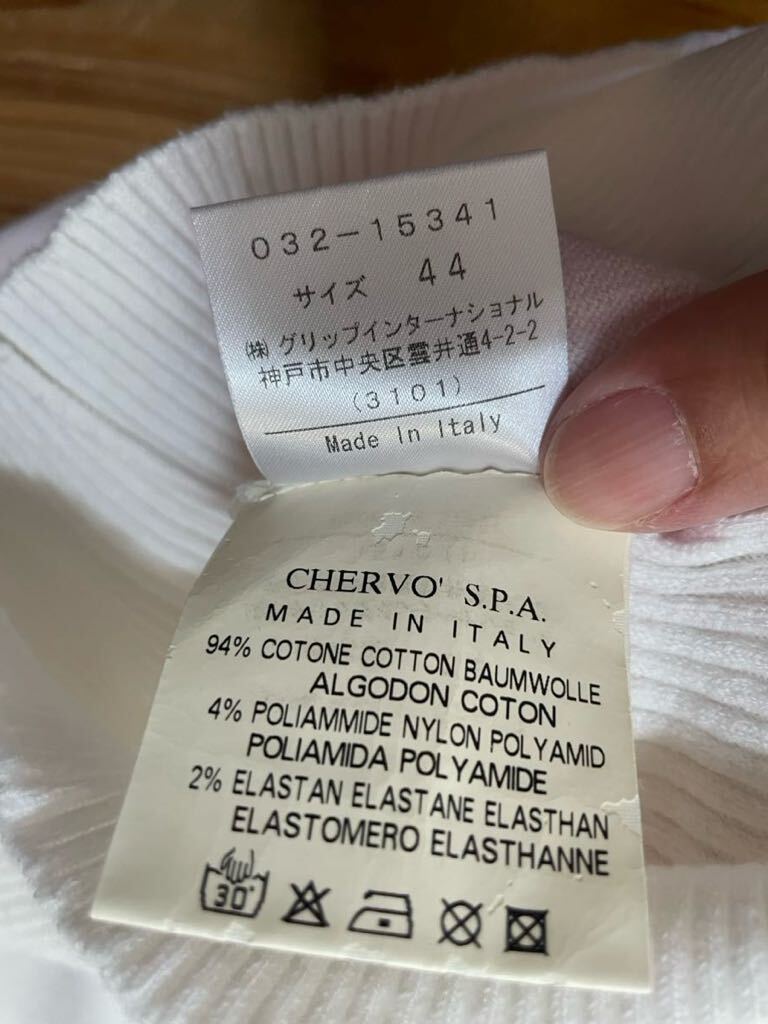 032-15341
サイズ 44
(株)グリップインターナショナル
神戸市中央区雲井通4-2-2
(3101)
Made In Italy
CHERVO' S.P.A.
MADE IN ITALY
94% COTONE COTTON BAUMWOLLE
ALGODON COTON
4% POLIAMMIDE NYLON POLYAMID
POLIAMIDA POLYAMIDE
2% ELASTAN ELASTANE ELASTHAN
ELASTOMERO ELASTHANNE
30°